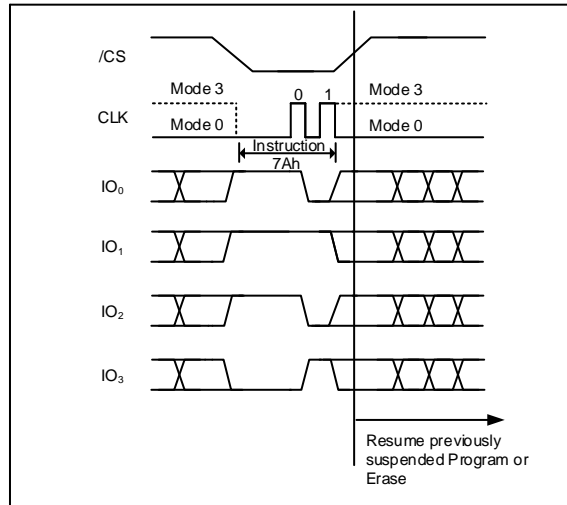 /CS
Mode 3 0 1 Mode 3
CLK
Mode 0 Mode 0
Instruction
7Ah
IO0
IO1
IO2
IO3
Resume previously
suspended Program or
Erase